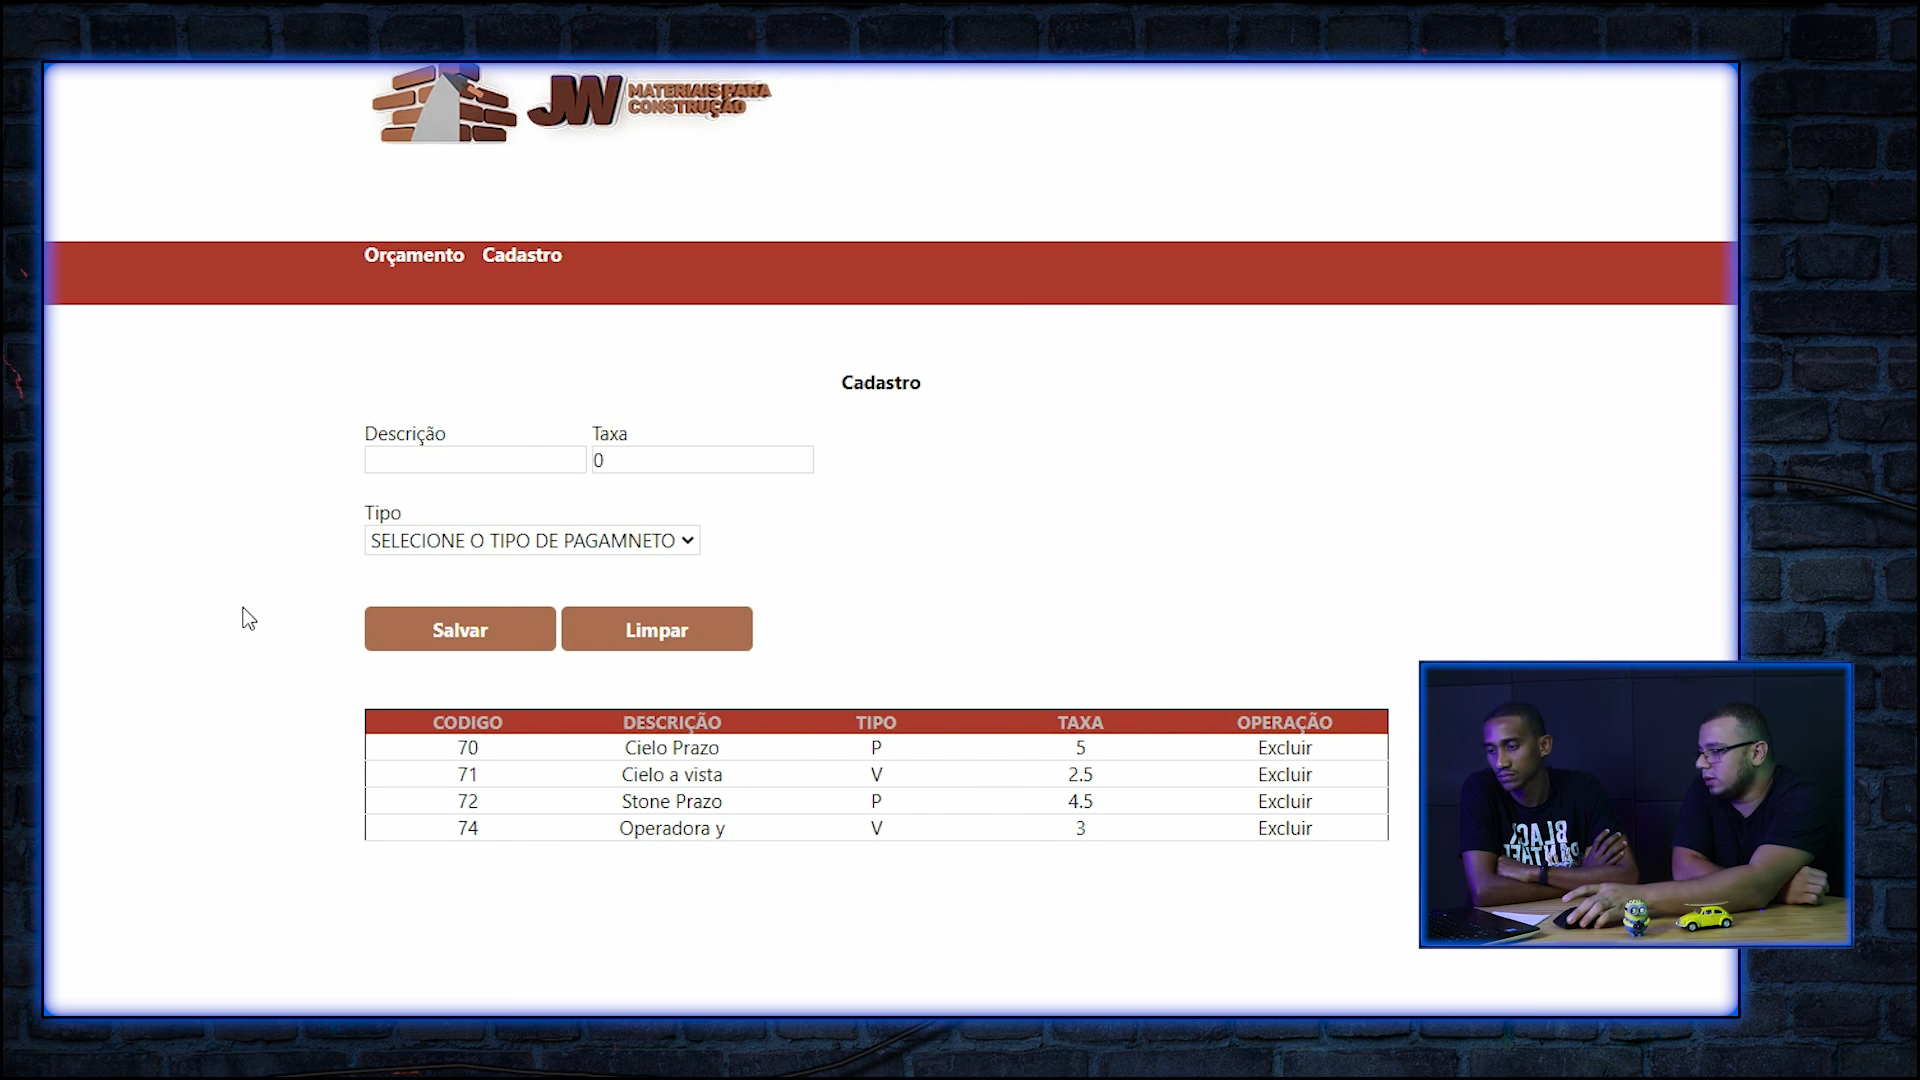 JW MATERIAIS PARA
CONSTRUÇÃO
Orçamento Cadastro
Cadastro
Descrição Taxa
0
Tipo
SELECIONE O TIPO DE PAGAMNETO
Salvar Limpar
CODIGO DESCRIÇÃO TIPO TAXA OPERAÇÃO
70 Cielo Prazo P 5 Excluir
71 Cielo a vista V 2.5 Excluir
72 Stone Prazo P 4.5 Excluir
74 Operadora y V 3 Excluir
BLACK